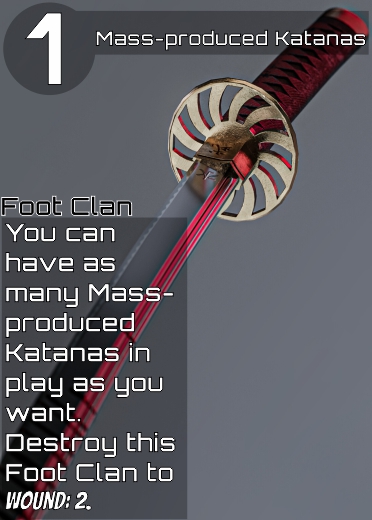 1
Mass-produced Katanas
Foot Clan
You can
have as
many Mass-
produced
Katanas in
play as you
want.
Destroy this
Foot Clan to
WOUND: 2.